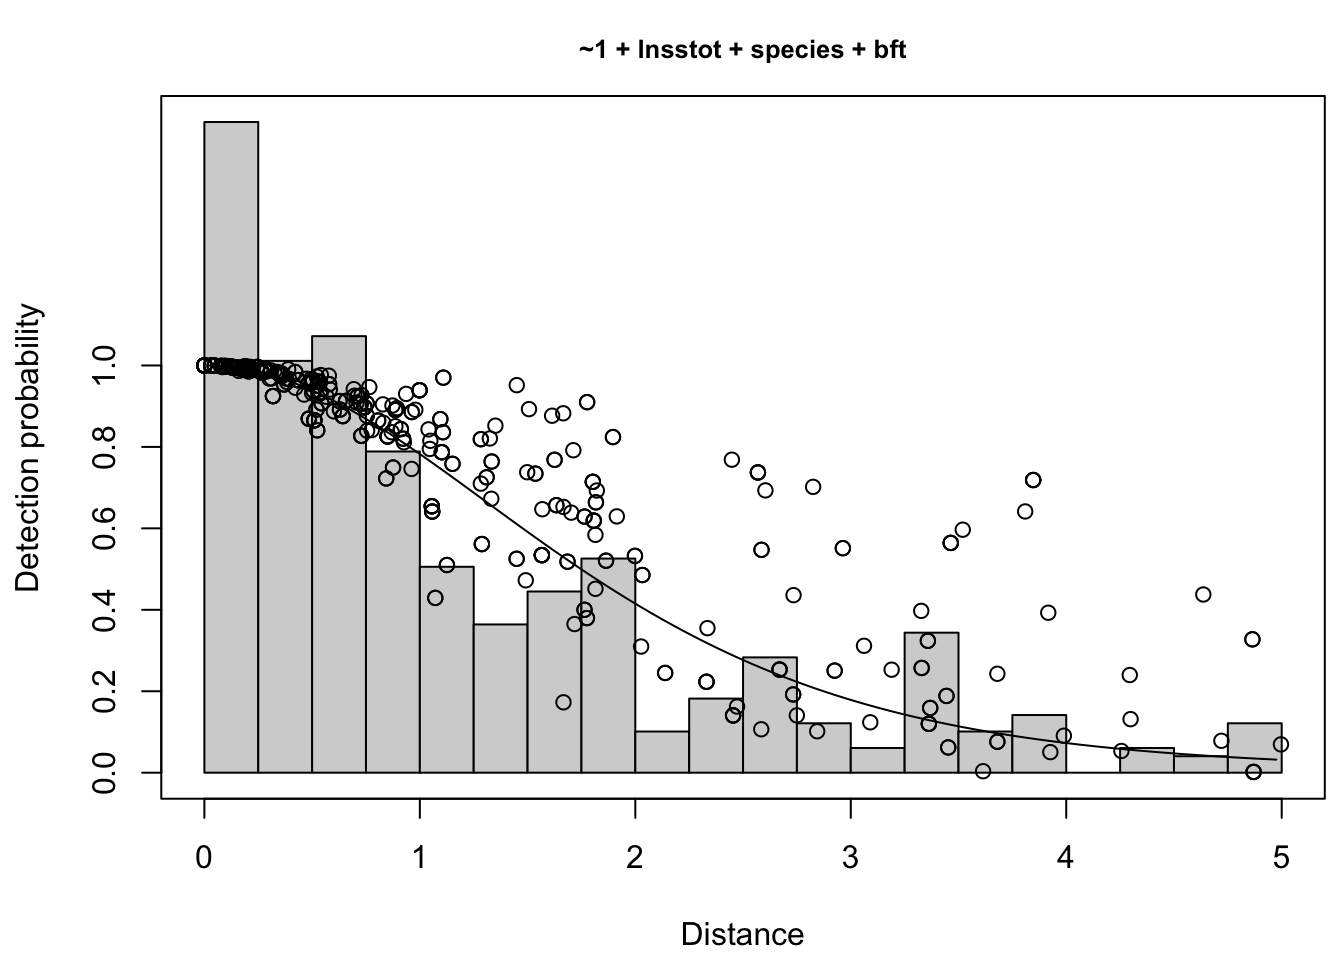 ~1 + lnsstot + species + bft
Detection probability
1.0
0.8
0.6
0.4
0.2
0.0
0 1 2 3 4 5
Distance